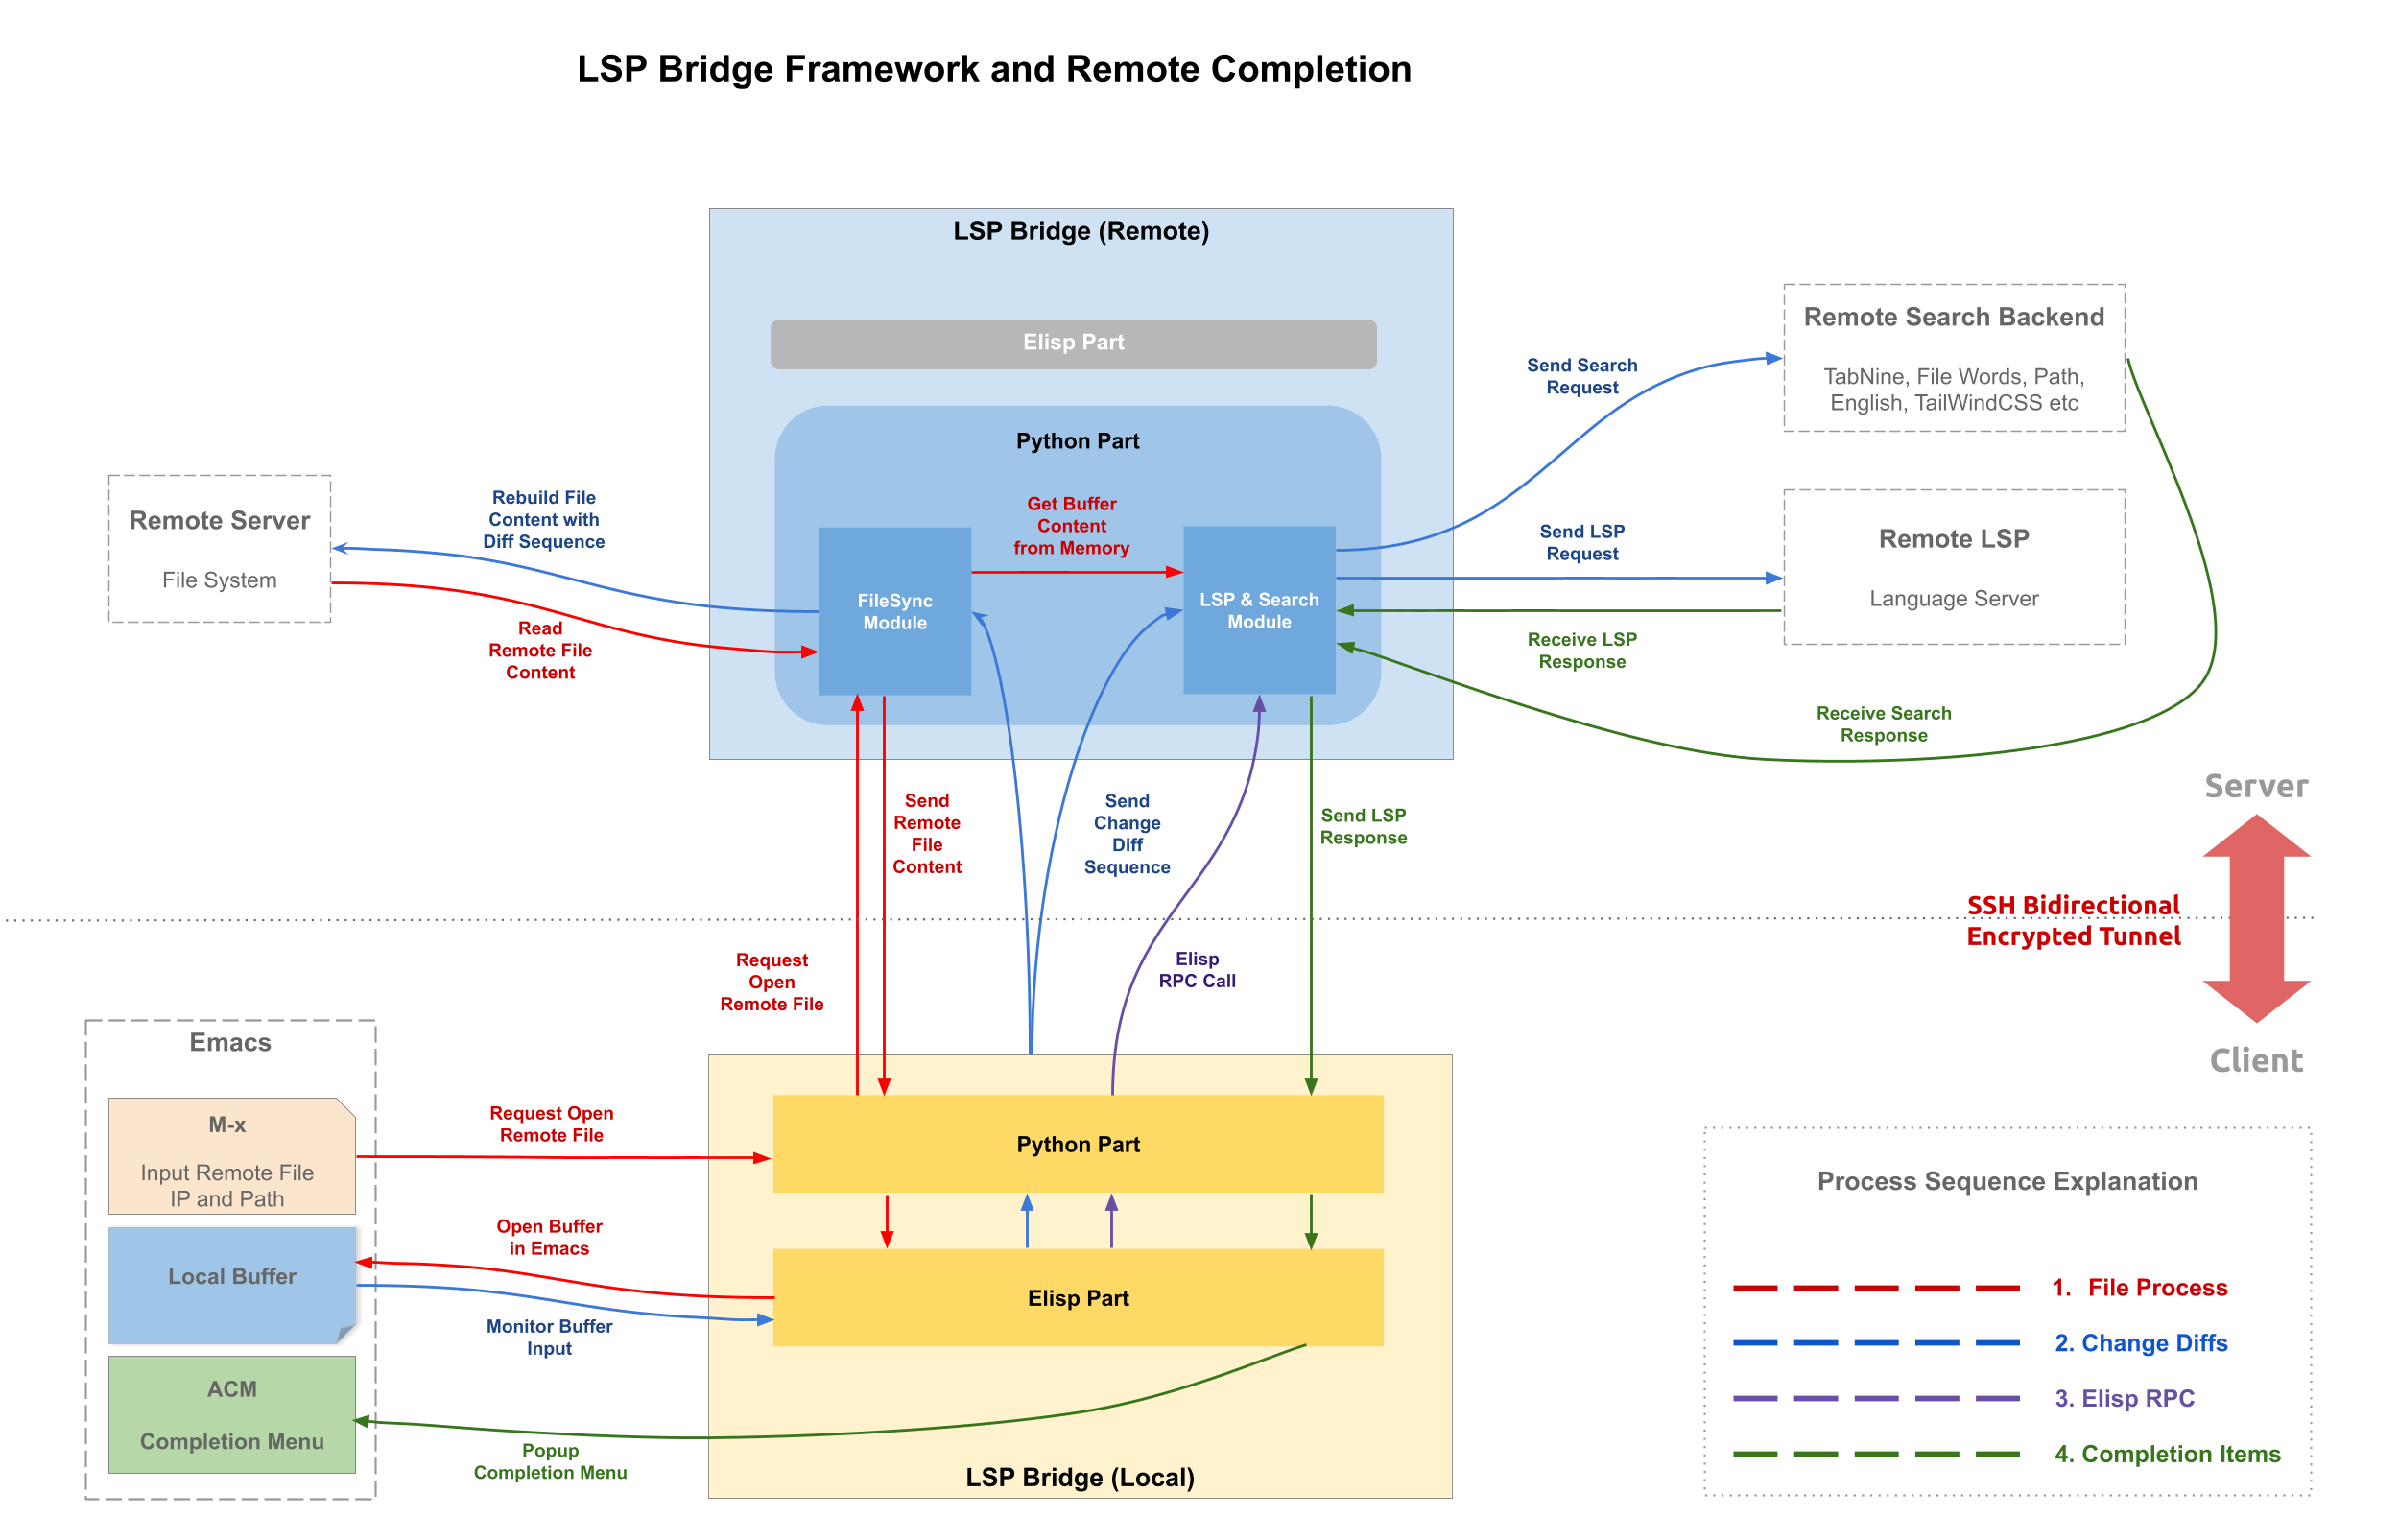 LSP Bridge Framework and Remote Completion
LSP Bridge (Remote)
Elisp Part
Python Part
Remote Search Backend
TabNine, File Words, Path,
English, TailWindCSS etc
Send Search
Request
Remote Server
File System
Rebuild File
Content with
Diff Sequence
Read
Remote File
Content
Get Buffer
Content
from Memory
FileSync
Module
LSP & Search
Module
Send LSP
Request
Remote LSP
Language Server
Receive LSP
Response
Receive Search
Response
Send
Remote
File
Content
Send
Change
Diff
Sequence
Send LSP
Response
Server
SSH Bidirectional
Encrypted Tunnel
Client
Request
Open
Remote File
Elisp
RPC Call
Emacs
M-x
Input Remote File
IP and Path
Request Open
Remote File
Python Part
Open Buffer
in Emacs
Local Buffer
Elisp Part
Monitor Buffer
Input
ACM
Completion Menu
Popup
Completion Menu
LSP Bridge (Local)
Process Sequence Explanation
1. File Process
2. Change Diffs
3. Elisp RPC
4. Completion Items